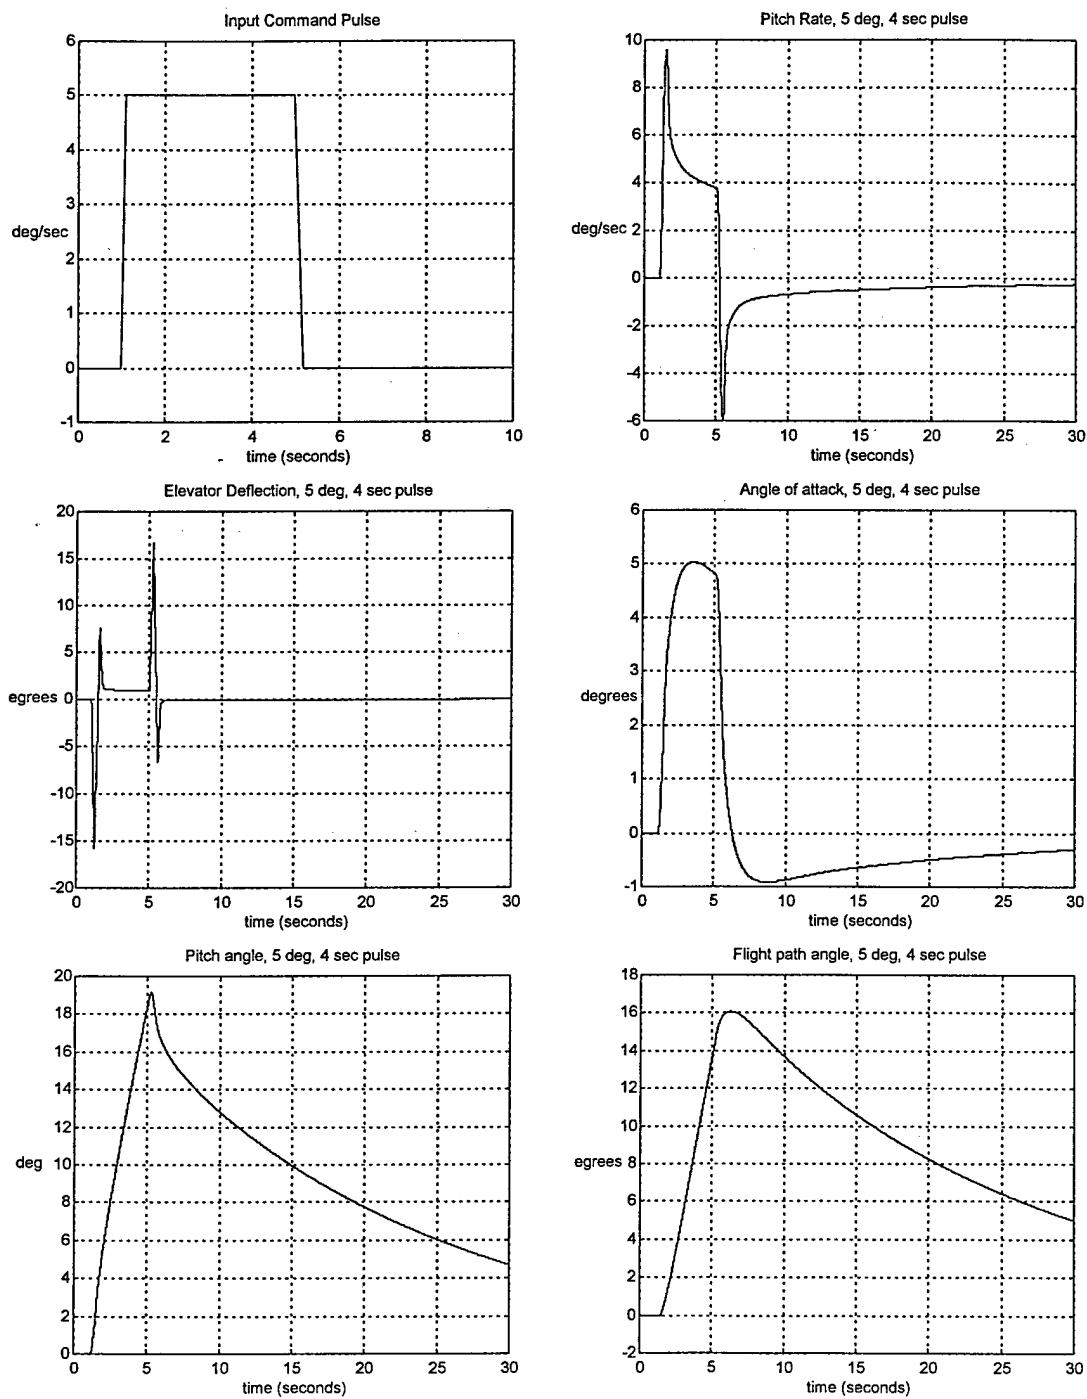 Input Command Pulse
6
5
4
3
deg/sec
2
1
0
-1
0 2 4 6 8 10
time (seconds)
Pitch Rate, 5 deg, 4 sec pulse
10
8
6
4
deg/sec 2
0
-2
-4
-6
0 5 10 15 20 25 30
time (seconds)
Elevator Deflection, 5 deg, 4 sec pulse
20
15
10
5
egrees 0
-5
-10
-15
-20
0 5 10 15 20 25 30
time (seconds)
Angle of attack, 5 deg, 4 sec pulse
6
5
4
3
degrees
2
1
0
-1
0 5 10 15 20 25 30
time (seconds)
Pitch angle, 5 deg, 4 sec pulse
20
18
16
14
12
deg 10
8
6
4
2
0
0 5 10 15 20 25 30
time (seconds)
Flight path angle, 5 deg, 4 sec pulse
18
16
14
12
10
egrees 8
6
4
2
0
-2
0 5 10 15 20 25 30
time (seconds)